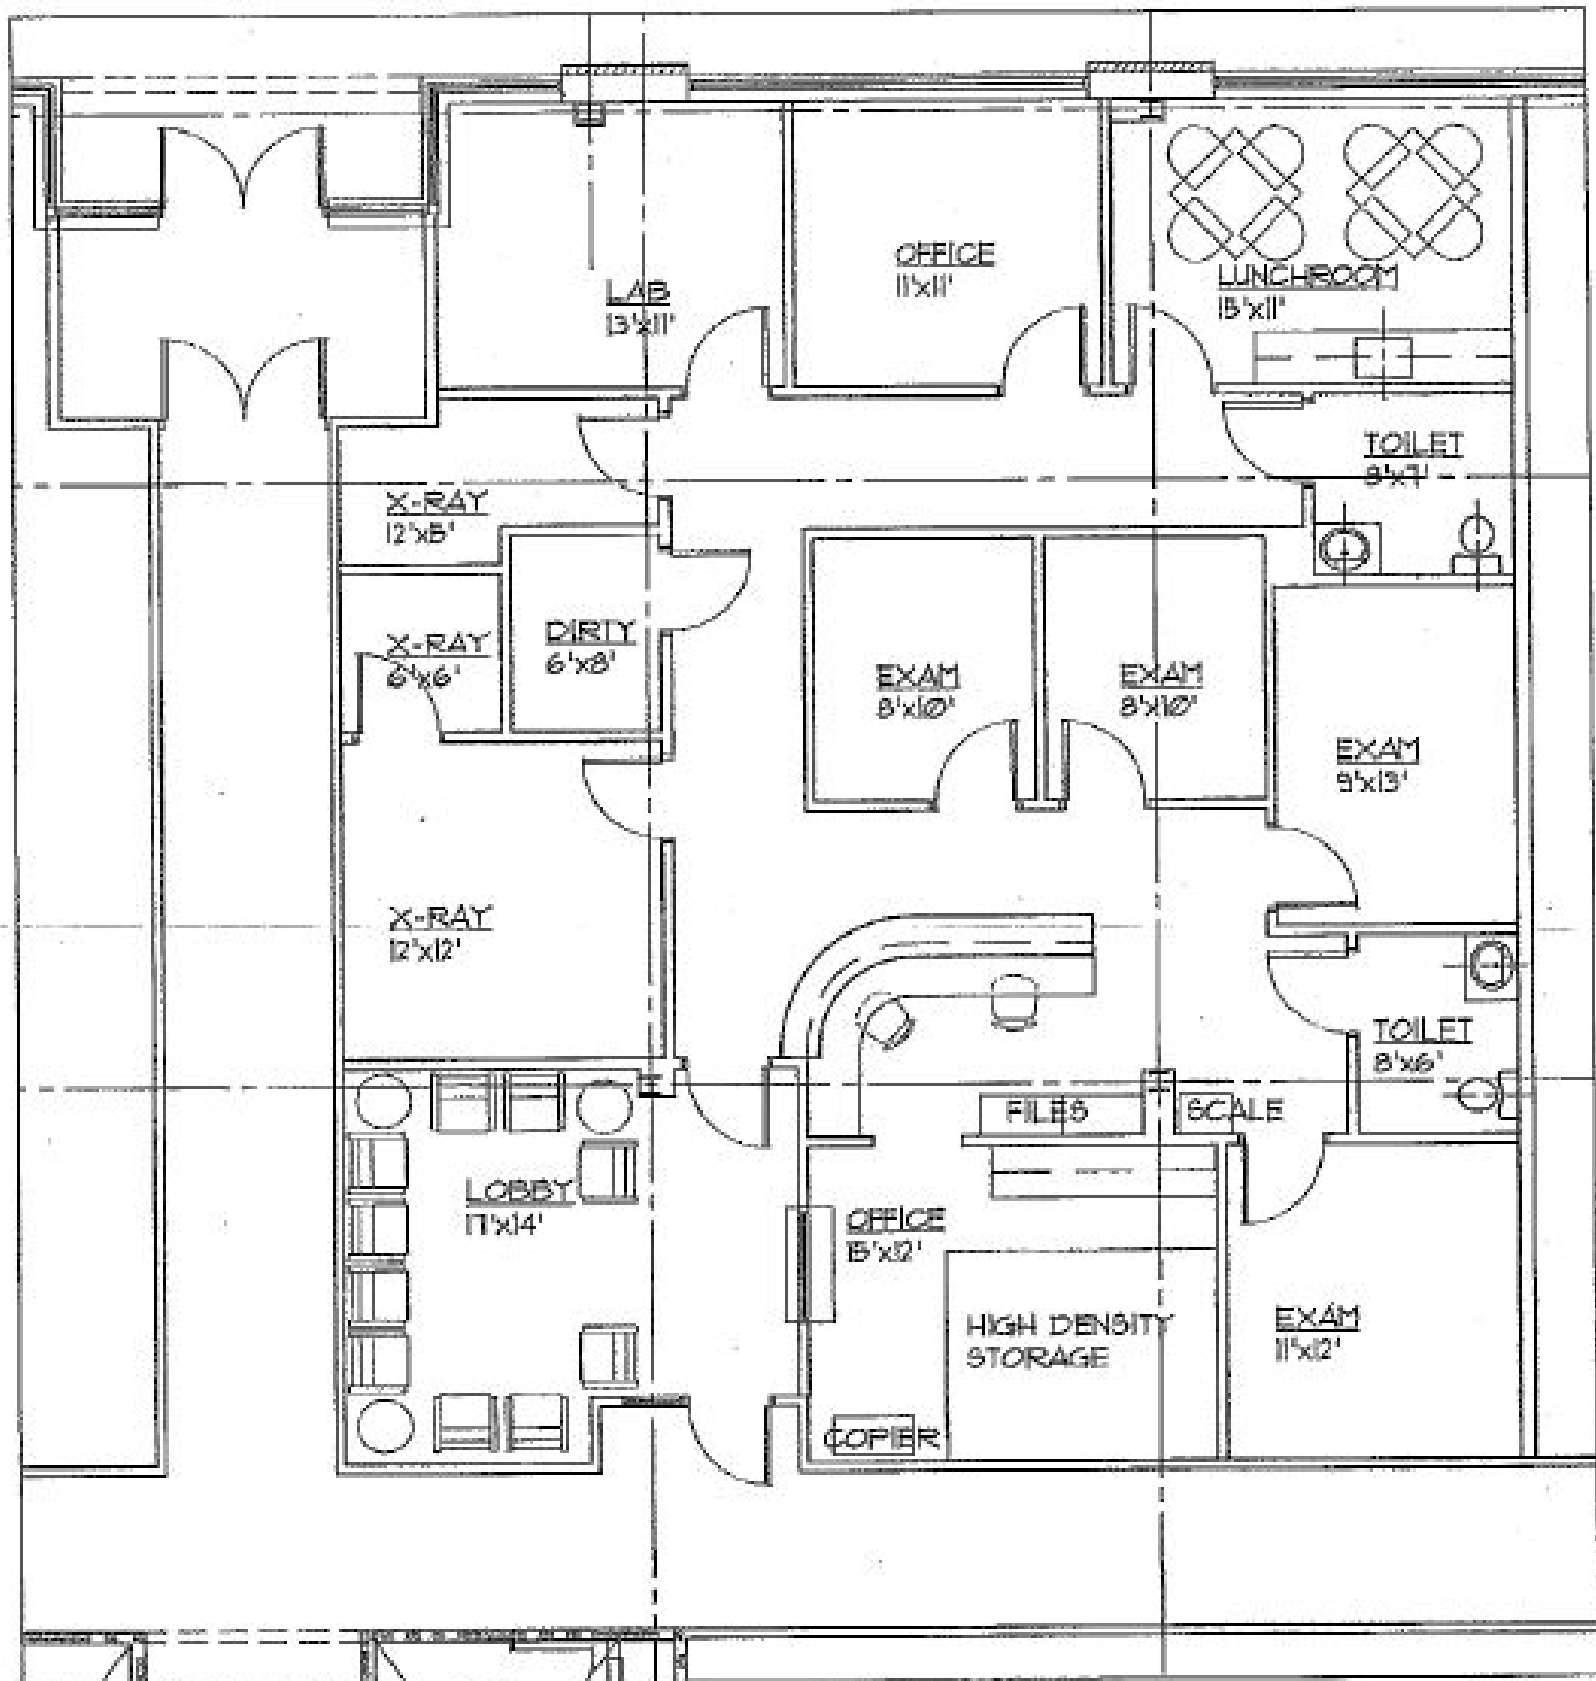 LAB
13'x11'
OFFICE
11'x11'
LUNCHROOM
15'x11'
TOILET
8'x7'
X-RAY
12'x5'
X-RAY
6'x6'
DIRTY
6'x8'
EXAM
8'x10'
EXAM
8'x10'
EXAM
9'x13'
X-RAY
12'x12'
TOILET
8'x6'
FILES
SCALE
LOBBY
17'x14'
OFFICE
15'x12'
HIGH DENSITY
STORAGE
EXAM
11'x12'
COPIER